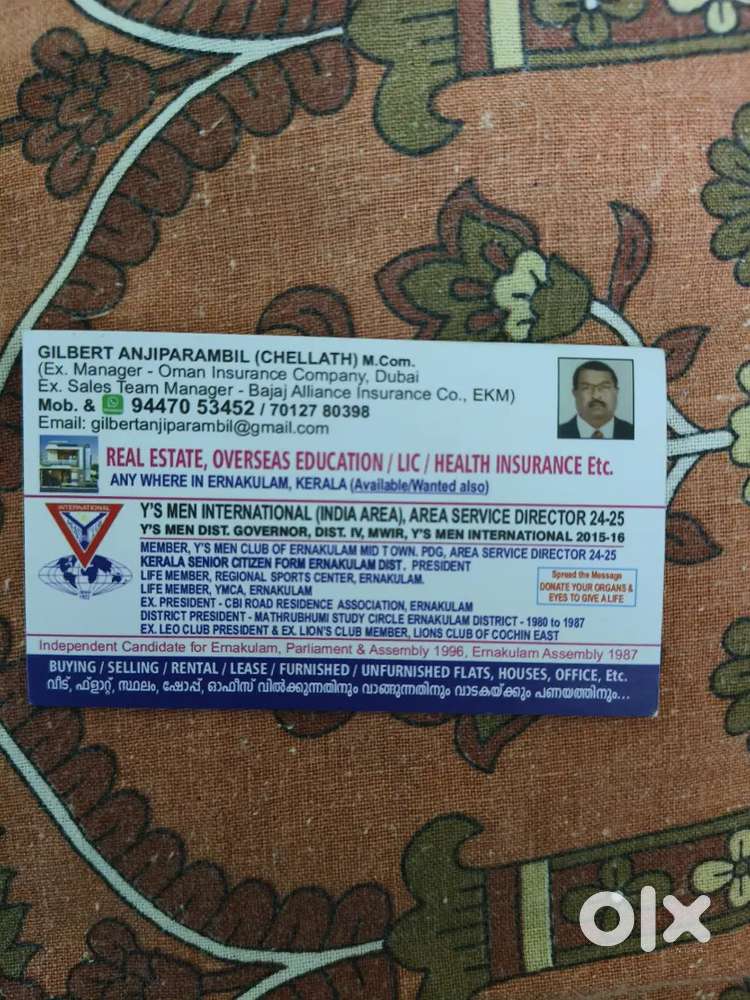 GILBERT ANJIPARAMBIL (CHELLATH) M.Com.
(Ex. Manager - Oman Insurance Company, Dubai
Ex. Sales Team Manager - Bajaj Alliance Insurance Co., EKM)
Mob. & 94470 53452 / 70127 80398
Email: gilbertanjiparambil@gmail.com
REAL ESTATE, OVERSEAS EDUCATION / LIC / HEALTH INSURANCE Etc.
ANY WHERE IN ERNAKULAM, KERALA (Available/Wanted also)
INTERNATIONAL
Y
Y'S MEN INTERNATIONAL (INDIA AREA), AREA SERVICE DIRECTOR 24-25
Y'S MEN DIST. GOVERNOR, DIST. IV, MWIR, Y'S MEN INTERNATIONAL 2015-16
MEMBER, Y'S MEN CLUB OF ERNAKULAM MID TOWN. PDG, AREA SERVICE DIRECTOR 24-25
KERALA SENIOR CITIZEN FORM ERNAKULAM DIST. PRESIDENT
LIFE MEMBER, REGIONAL SPORTS CENTER, ERNAKULAM.
LIFE MEMBER, YMCA, ERNAKULAM
EX. PRESIDENT - CBI ROAD RESIDENCE ASSOCIATION, ERNAKULAM
DISTRICT PRESIDENT - MATHRUBHUMI STUDY CIRCLE ERNAKULAM DISTRICT - 1980 to 1987
EX. LEO CLUB PRESIDENT & EX. LION'S CLUB MEMBER, LIONS CLUB OF COCHIN EAST
Spread the Message
DONATE YOUR ORGANS &
EYES TO GIVE A LIFE
Independent Candidate for Ernakulam, Parliament & Assembly 1996, Ernakulam Assembly 1987
BUYING / SELLING / RENTAL / LEASE / FURNISHED / UNFURNISHED FLATS, HOUSES, OFFICE, Etc.
വീട്, ഫ്ളാറ്റ്, സ്ഥലം, ഷോപ്പ്, ഓഫീസ് വിൽക്കുന്നതിനും വാങ്ങുന്നതിനും വാടകയ്ക്കും പണയത്തിനും...
olx